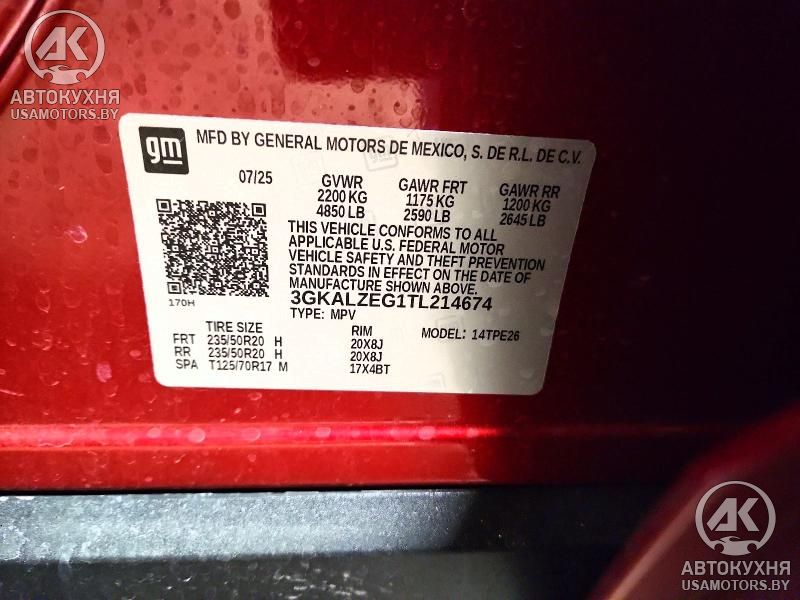 AK
АВТОКУХНЯ
USAMOTORS.BY
gm
MFD BY GENERAL MOTORS DE MEXICO, S. DE R.L. DE C.V.
07/25 GVWR GAWR FRT GAWR RR
2200 KG 1175 KG 1200 KG
4850 LB 2590 LB 2645 LB
THIS VEHICLE CONFORMS TO ALL
APPLICABLE U.S. FEDERAL MOTOR
VEHICLE SAFETY AND THEFT PREVENTION
STANDARDS IN EFFECT ON THE DATE OF
MANUFACTURE SHOWN ABOVE.
170H 3GKALZEG1TL214674
TYPE: MPV
TIRE SIZE RIM MODEL: 14TPE26
FRT 235/50R20 H 20X8J
RR 235/50R20 H 20X8J
SPA T125/70R17 M 17X4BT
AK
АВТОКУХНЯ
USAMOTORS.BY